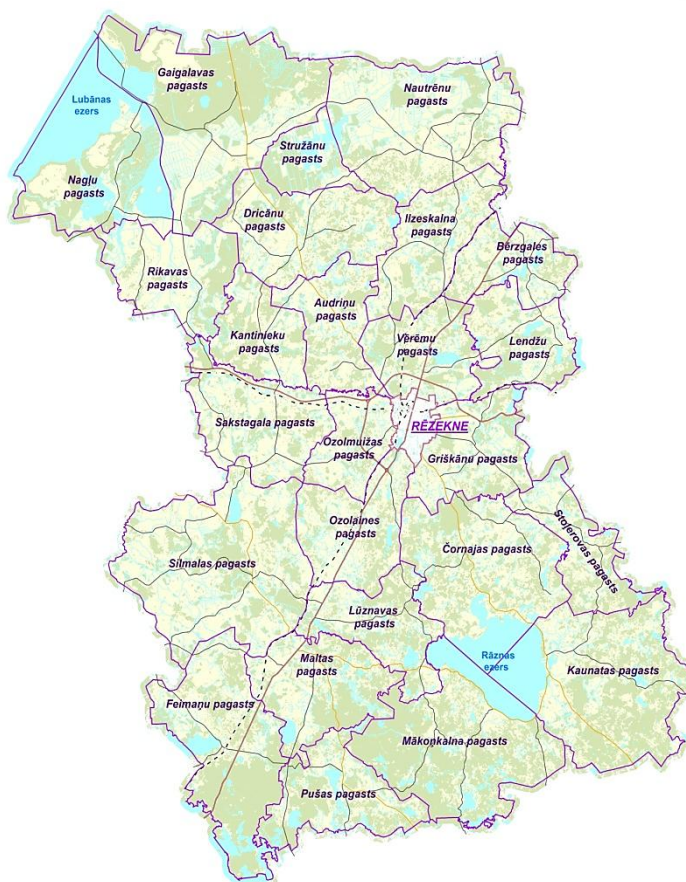 Gaigalavas
pagasts
Nautrēnu
pagasts
Lubānas
ezers
Stružānu
pagasts
Nagļu
pagasts
Dricānu
pagasts
Ilzeskalna
pagasts
Bērzgales
pagasts
Rikavas
pagasts
Audriņu
pagasts
Kantinieku
pagasts
Vērēmu
pagasts
Lendžu
pagasts
Sakstagala pagasts
RĒZEKNE
Ozolmuižas
pagasts
Griškānu pagasts
Ozolaines
pagasts
Stoļerovas pagasts
Čornajas pagasts
Silmalas pagasts
Lūznavas
pagasts
Rāznas
ezers
Maltas
pagasts
Kaunatas pagasts
Feimaņu pagasts
Mākoņkalna pagasts
Pušas pagasts